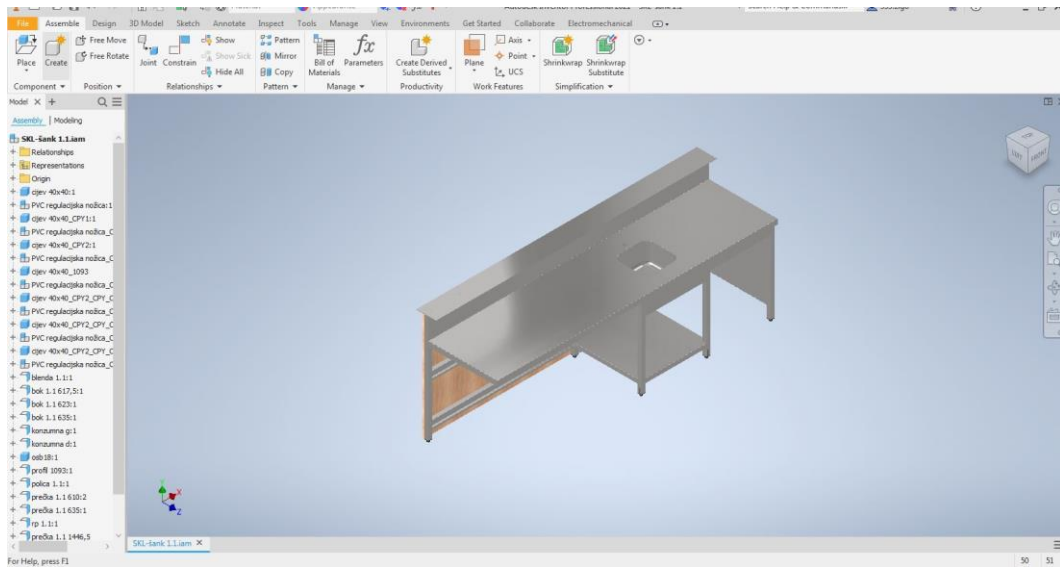 File Assemble Design 3D Model Sketch Annotate Inspect Tools Manage View Environments Get Started Collaborate Electromechanical
Place Create Free Move Joint Constrain Show Pattern Bill of Materials fx Parameters Create Derived Substitutes Plane Axis Shrinkwrap Shrinkwrap Substitute
Free Rotate Show Sick Mirror Point
Hide All Copy UCS
Component Position Relationships Pattern Manage Productivity Work Features Simplification
Model X +
Assembly | Modeling
SKL-šank 1.1.iam
Relationships
Representations
Origin
cijev 40x40:1
PVC regulacijska nožica:1
cijev 40x40_CPY1:1
PVC regulacijska nožica_C
cijev 40x40_CPY2:1
PVC regulacijska nožica_C
cijev 40x40_1093
PVC regulacijska nožica_C
cijev 40x40_CPY2_CPY_C
PVC regulacijska nožica_C
cijev 40x40_CPY2_CPY_C
PVC regulacijska nožica_C
cijev 40x40_CPY2_CPY_C
PVC regulacijska nožica_C
blenda 1.1:1
bok 1.1 617,5:1
bok 1.1 623:1
bok 1.1 635:1
konzumna g:1
konzumna d:1
osb18:1
profil 1093:1
polica 1.1:1
prečka 1.1 610:2
prečka 1.1 635:1
rp 1.1:1
prečka 1.1 1446,5
TOP
LEFT FRONT
Y
X
Z
SKL-šank 1.1.iam X
For Help, press F1 50 51